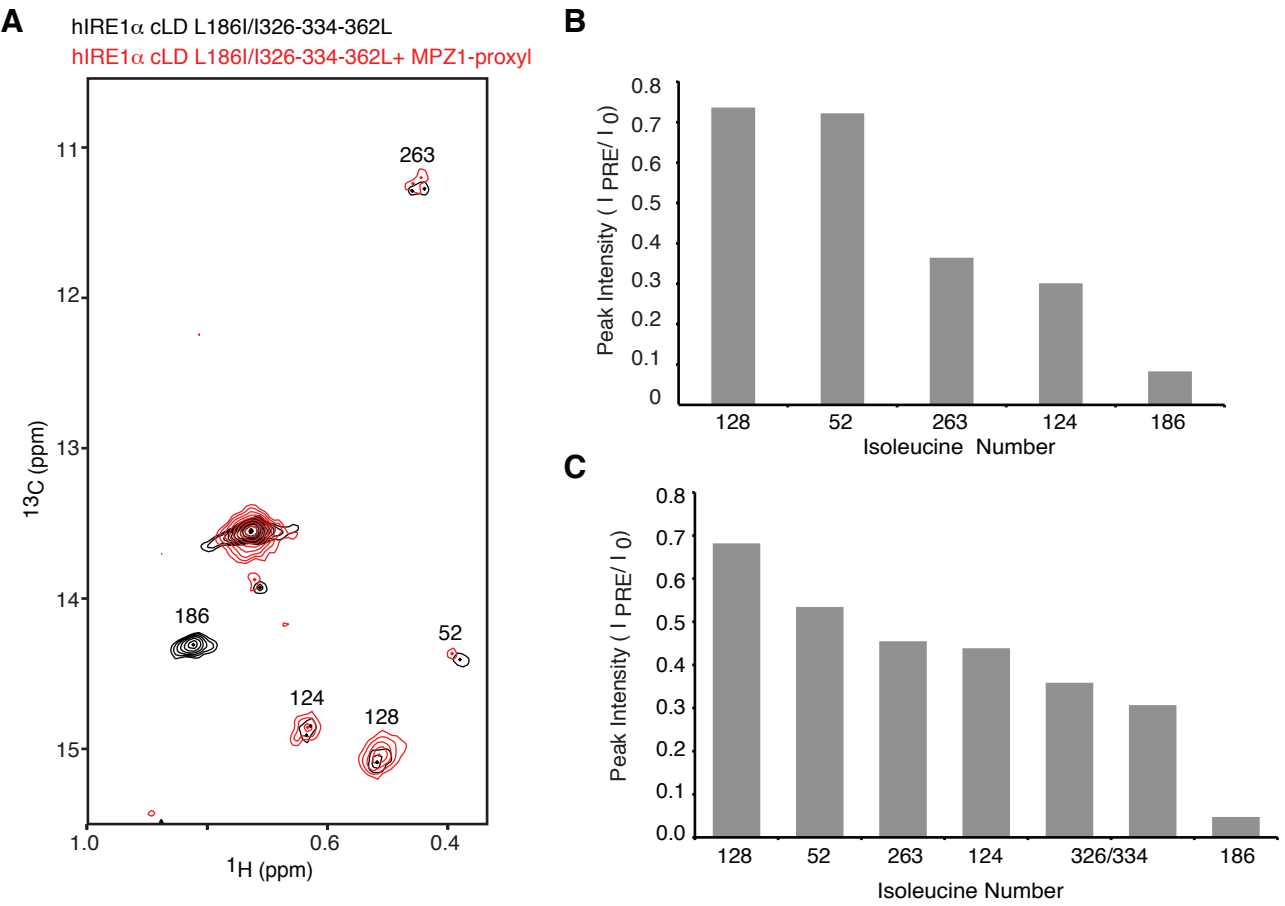 A
hIRE1α cLD L186I/I326-334-362L
hIRE1α cLD L186I/I326-334-362L+ MPZ1-proxyl
11
12
13
14
15
13C (ppm)
263
186
52
124
128
1.0
0.6
0.4
1H (ppm)
B
Peak Intensity ( I PRE/ I 0)
0.8
0.7
0.6
0.5
0.4
0.3
0.2
0.1
0
128 52 263 124 186
Isoleucine Number
C
Peak Intensity ( I PRE/ I 0)
0.8
0.7
0.6
0.5
0.4
0.3
0.2
0.1
0.0
128 52 263 124 326/334 186
Isoleucine Number